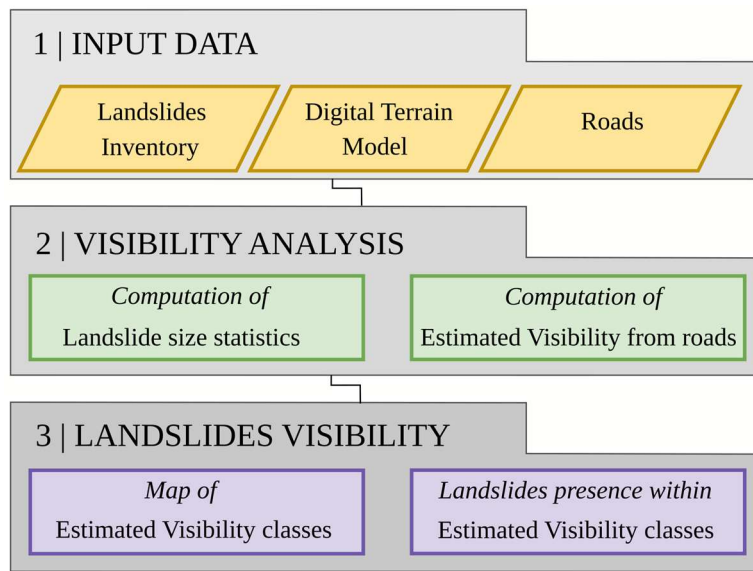 1 | INPUT DATA
Landslides
Inventory
Digital Terrain
Model
Roads
2 | VISIBILITY ANALYSIS
Computation of
Landslide size statistics
Computation of
Estimated Visibility from roads
3 | LANDSLIDES VISIBILITY
Map of
Estimated Visibility classes
Landslides presence within
Estimated Visibility classes